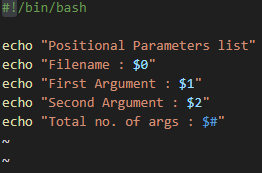 #!/bin/bash
echo "Positional Parameters list"
echo "Filename : $0"
echo "First Argument : $1"
echo "Second Argument : $2"
echo "Total no. of args : $#"
~
~